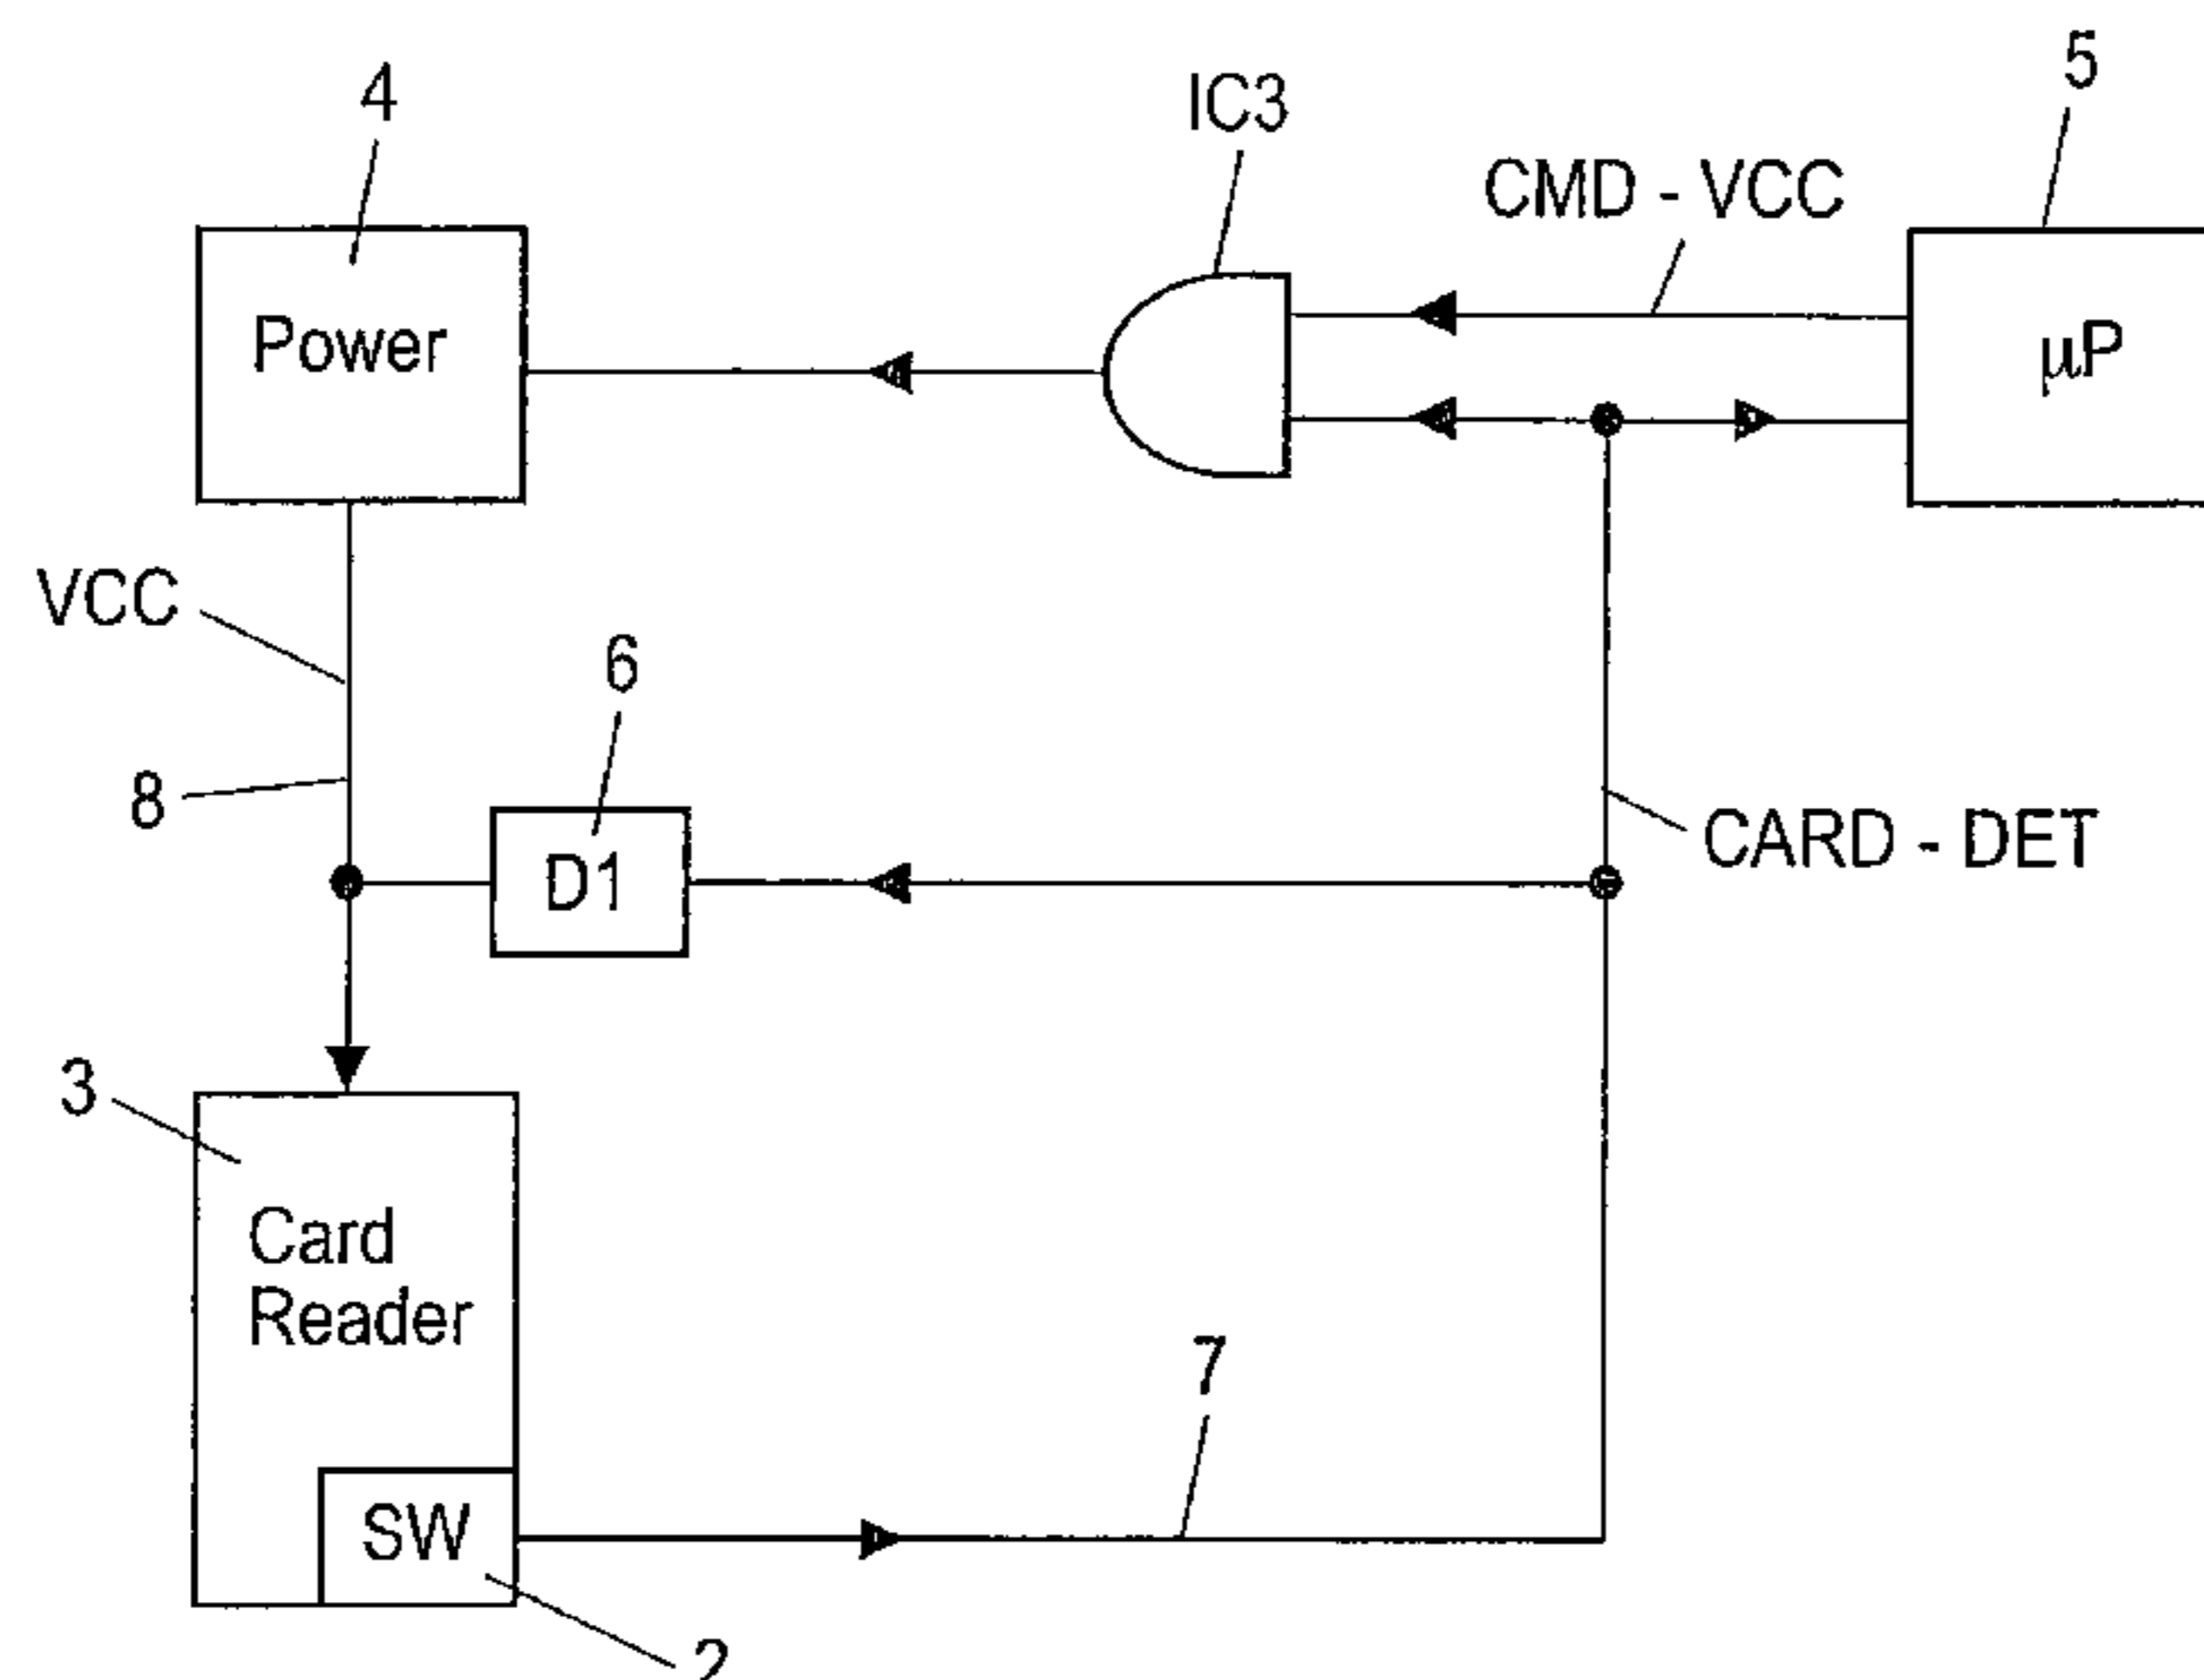 4
IC3
5
CMD - VCC
Power
μP
VCC
6
8
D1
CARD - DET
3
Card
Reader
7
SW
2